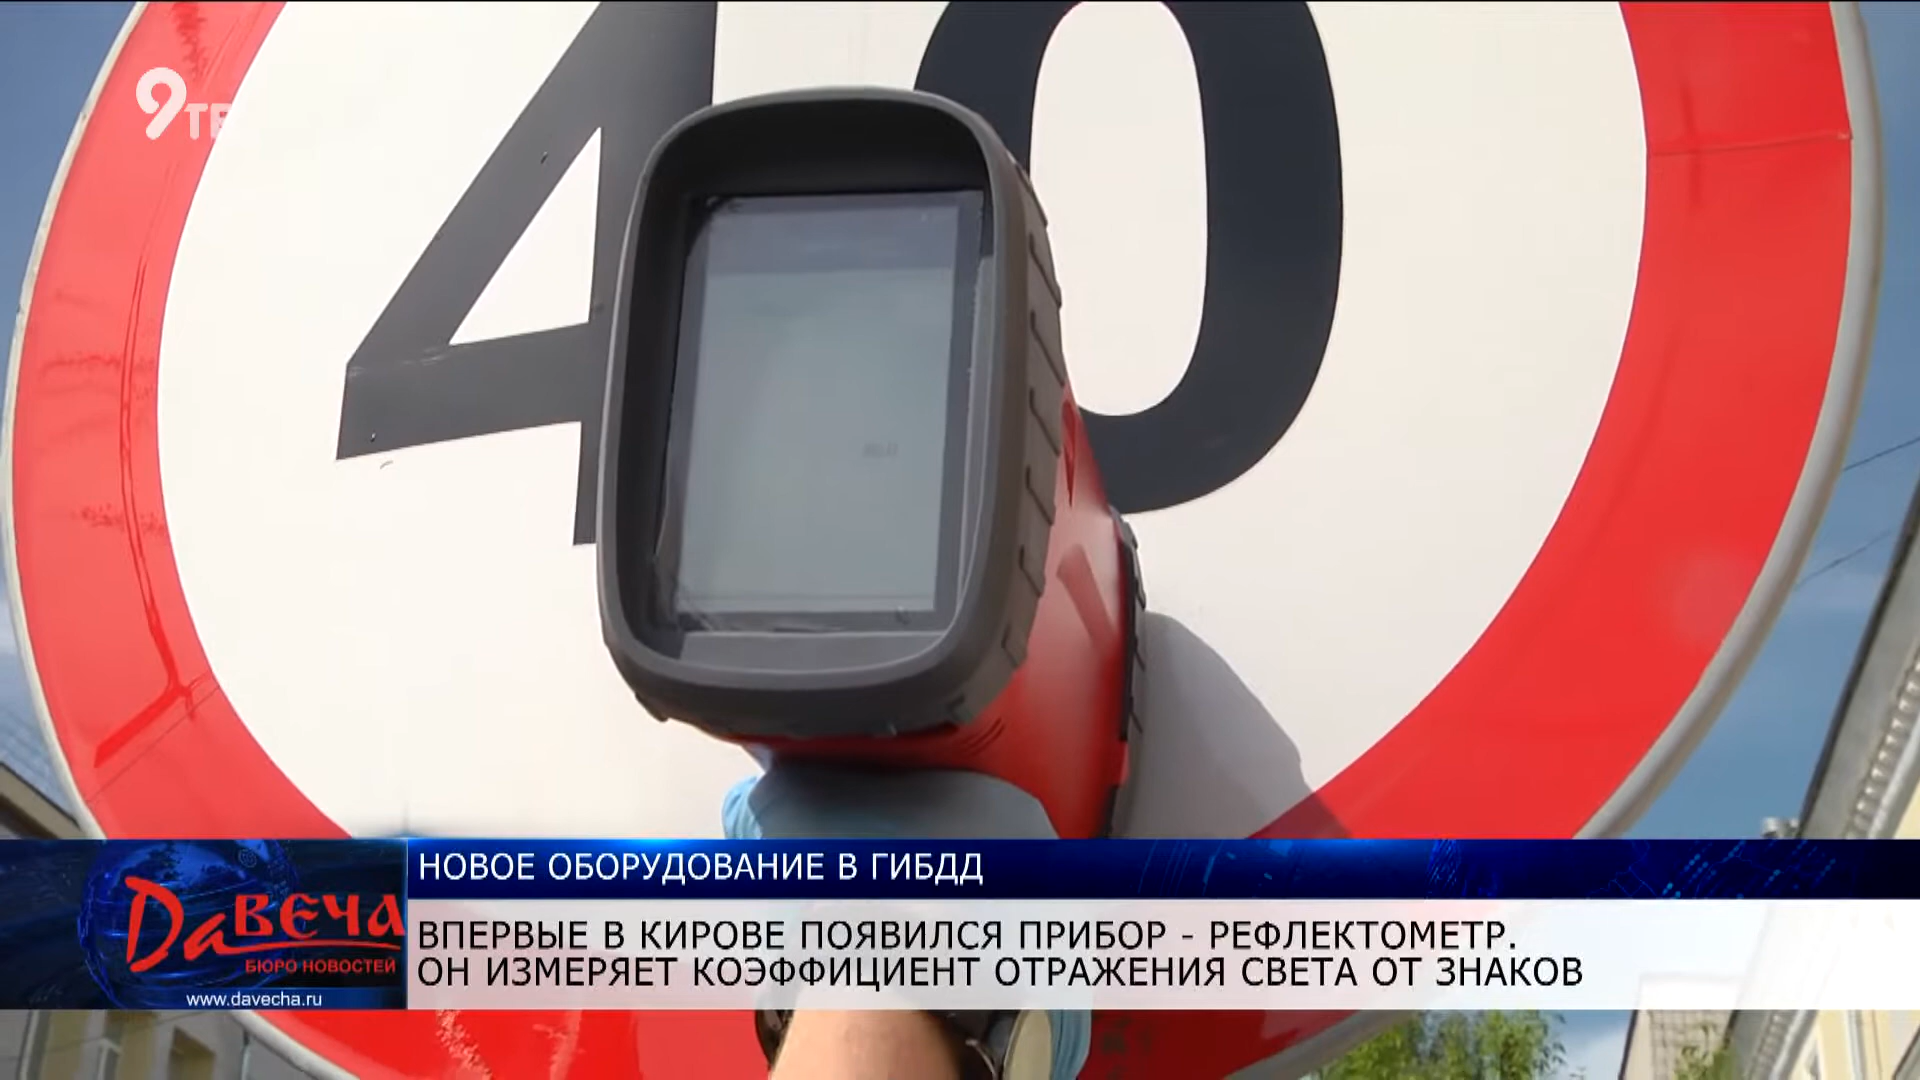 40
9ТВ
НОВОЕ ОБОРУДОВАНИЕ В ГИБДД
ДаВЕЧА
БЮРО НОВОСТЕЙ
www.davecha.ru
ВПЕРВЫЕ В КИРОВЕ ПОЯВИЛСЯ ПРИБОР - РЕФЛЕКТОМЕТР.
ОН ИЗМЕРЯЕТ КОЭФФИЦИЕНТ ОТРАЖЕНИЯ СВЕТА ОТ ЗНАКОВ